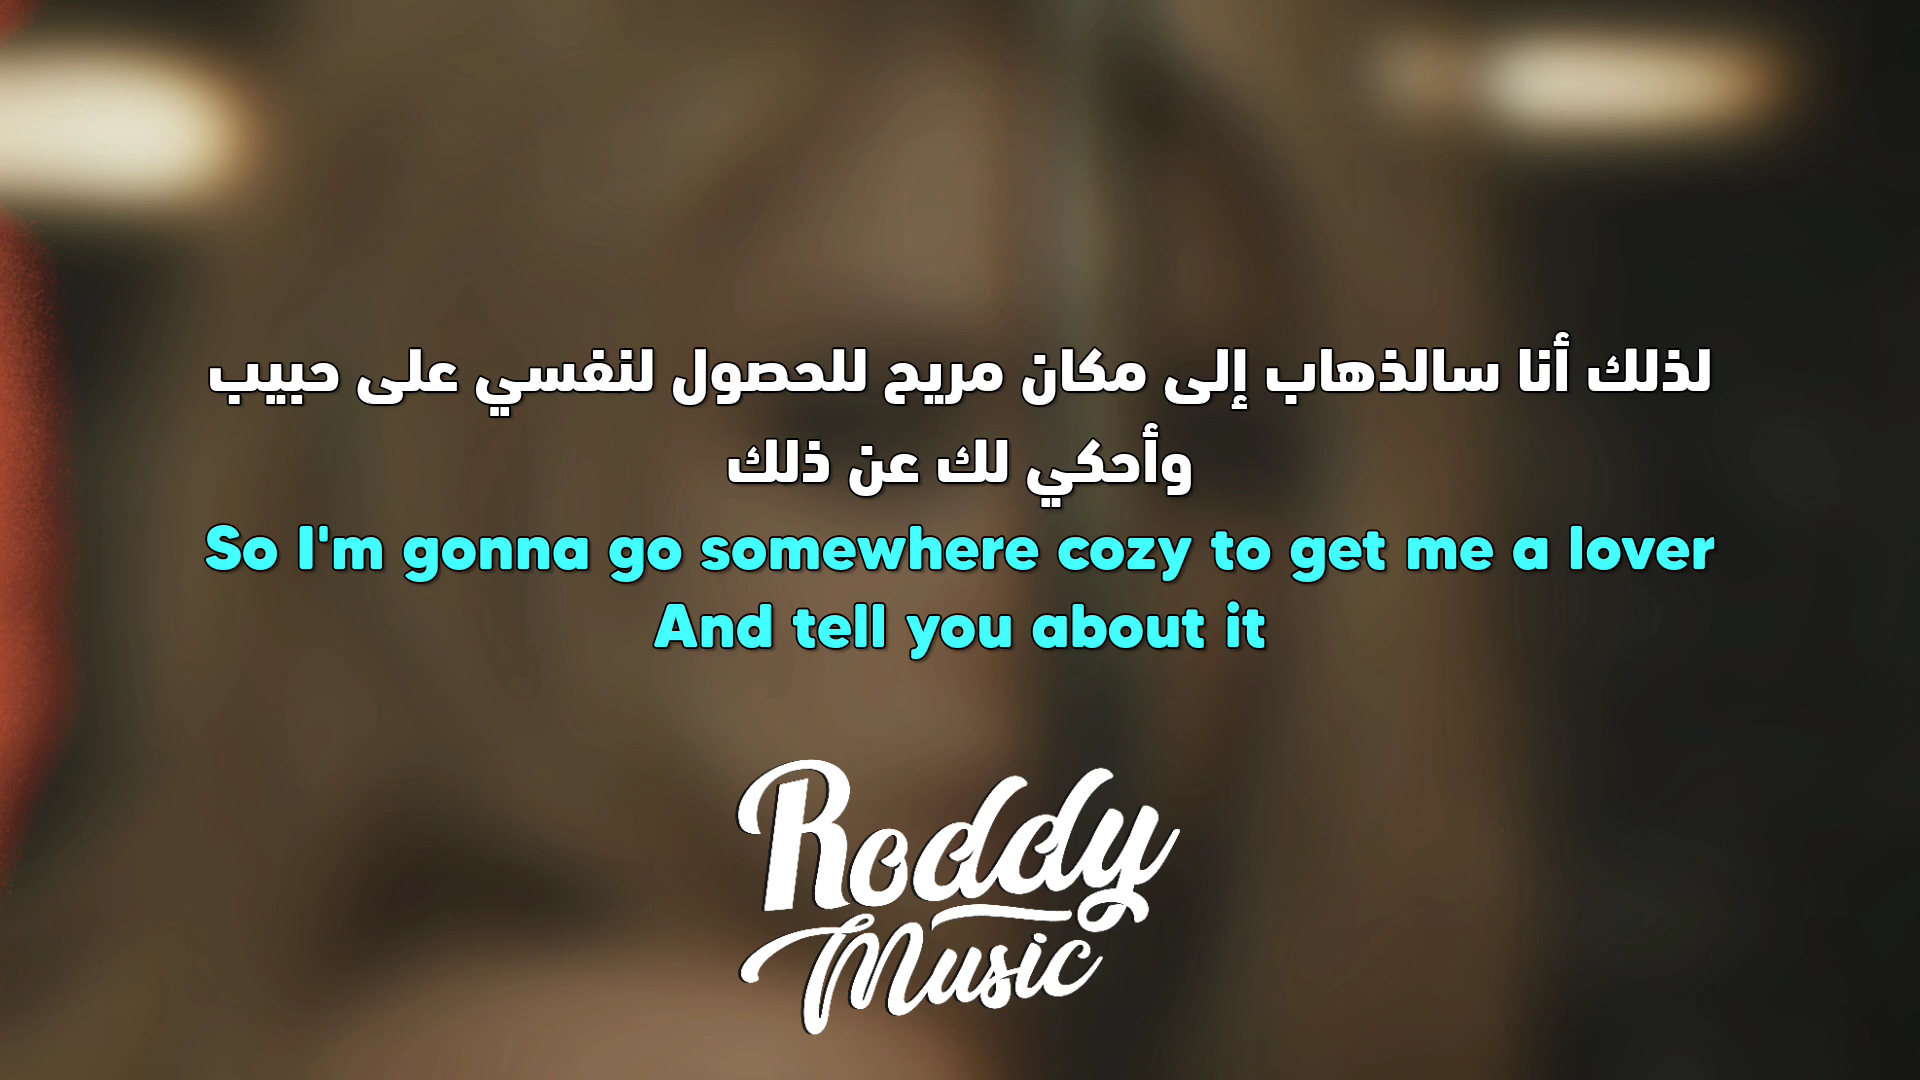 لذلك أنا سالذهاب إلى مكان مريح للحصول لنفسي على حبيب
وأحكي لك عن ذلك
So I'm gonna go somewhere cozy to get me a lover
And tell you about it
Roddy
Music